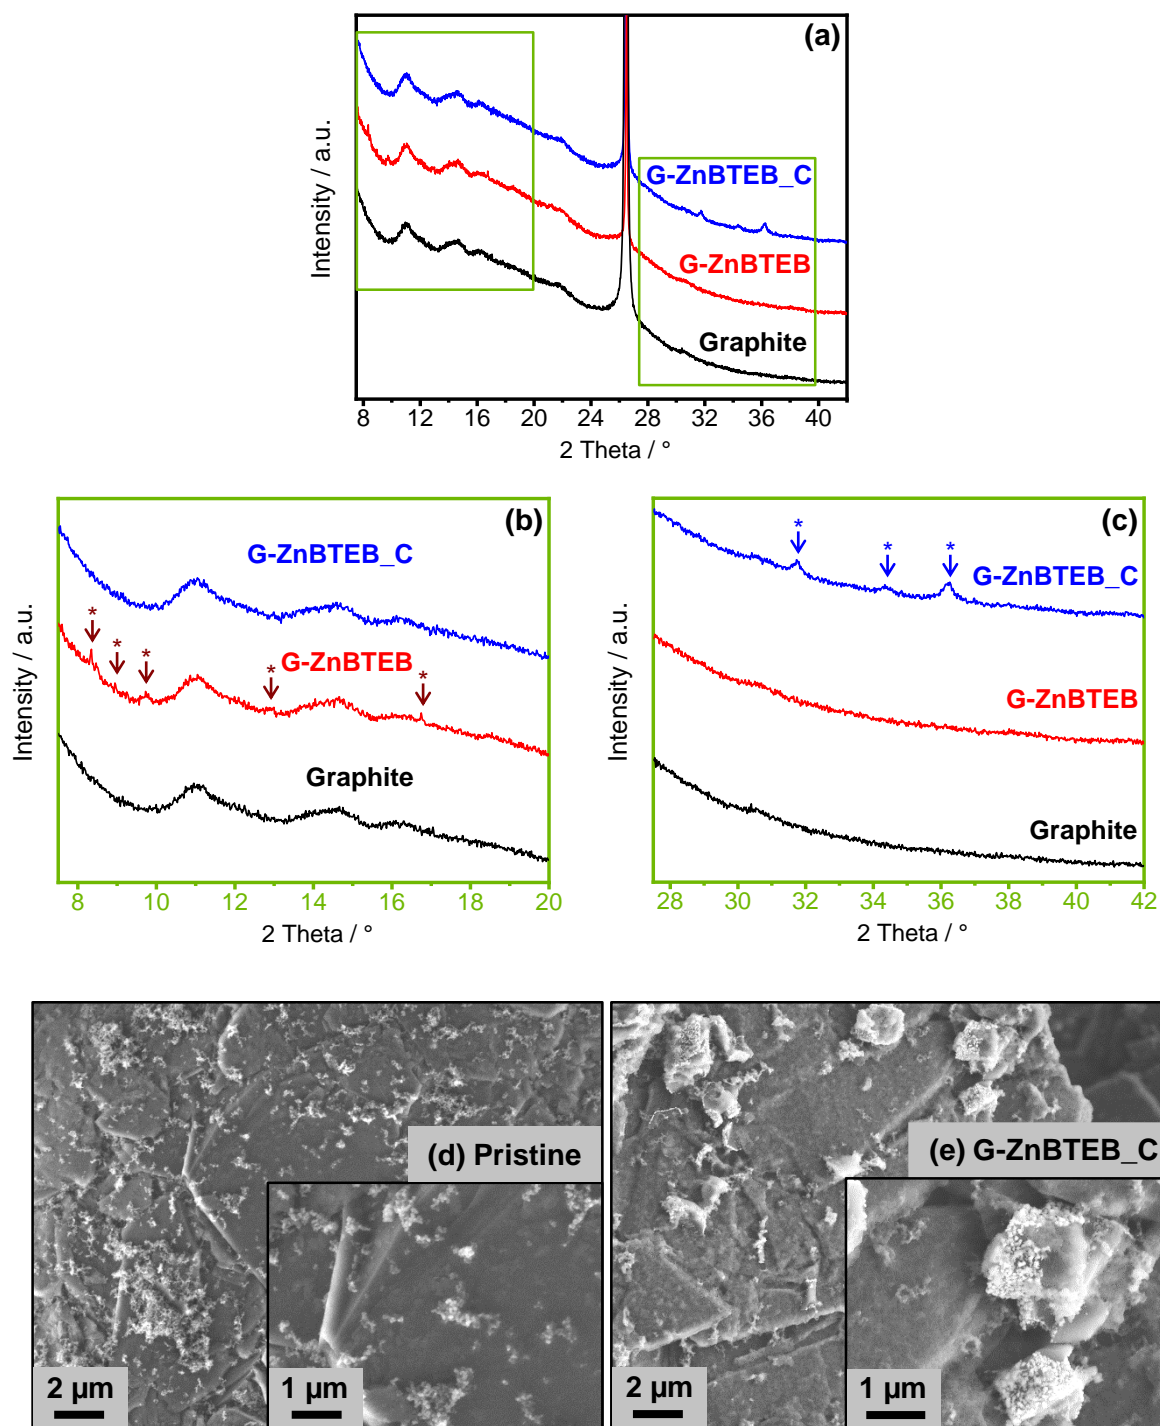 (a)
G-ZnBTEB_C
G-ZnBTEB
Graphite
Intensity / a.u.
8 12 16 20 24 28 32 36 40
2 Theta / °
(b)
G-ZnBTEB_C
* * * * *
G-ZnBTEB
Graphite
Intensity / a.u.
8 10 12 14 16 18 20
2 Theta / °
(c)
* * *
G-ZnBTEB_C
G-ZnBTEB
Graphite
Intensity / a.u.
28 30 32 34 36 38 40 42
2 Theta / °
(d) Pristine
2 µm
1 µm
(e) G-ZnBTEB_C
2 µm
1 µm